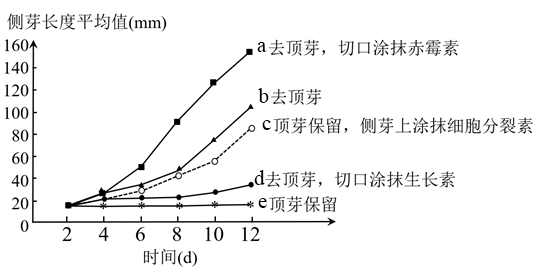 侧芽长度平均值(mm)
160
140
120
100
80
60
40
20
0
a去顶芽，切口涂抹赤霉素
b去顶芽
c顶芽保留，侧芽上涂抹细胞分裂素
d去顶芽，切口涂抹生长素
e顶芽保留
2 4 6 8 10 12
时间(d)